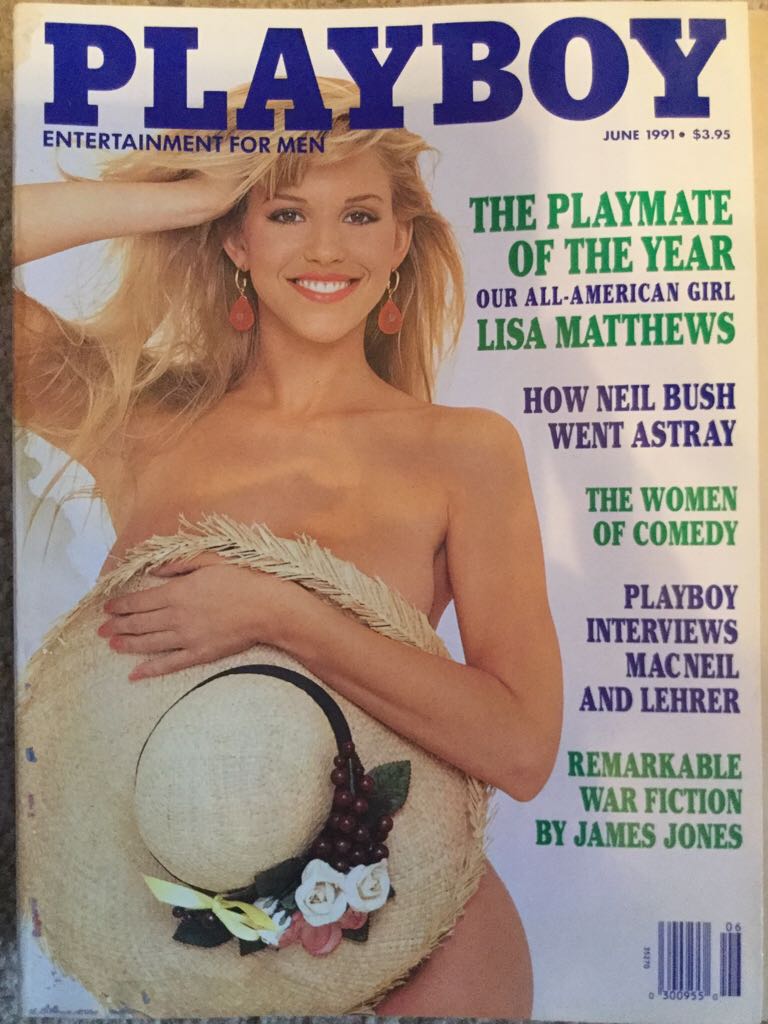 PLAYBOY
ENTERTAINMENT FOR MEN
JUNE 1991 • $3.95
THE PLAYMATE
OF THE YEAR
OUR ALL-AMERICAN GIRL
LISA MATTHEWS
HOW NEIL BUSH
WENT ASTRAY
THE WOMEN
OF COMEDY
PLAYBOY
INTERVIEWS
MACNEIL
AND LEHRER
REMARKABLE
WAR FICTION
BY JAMES JONES
06
35270
0 300955 0